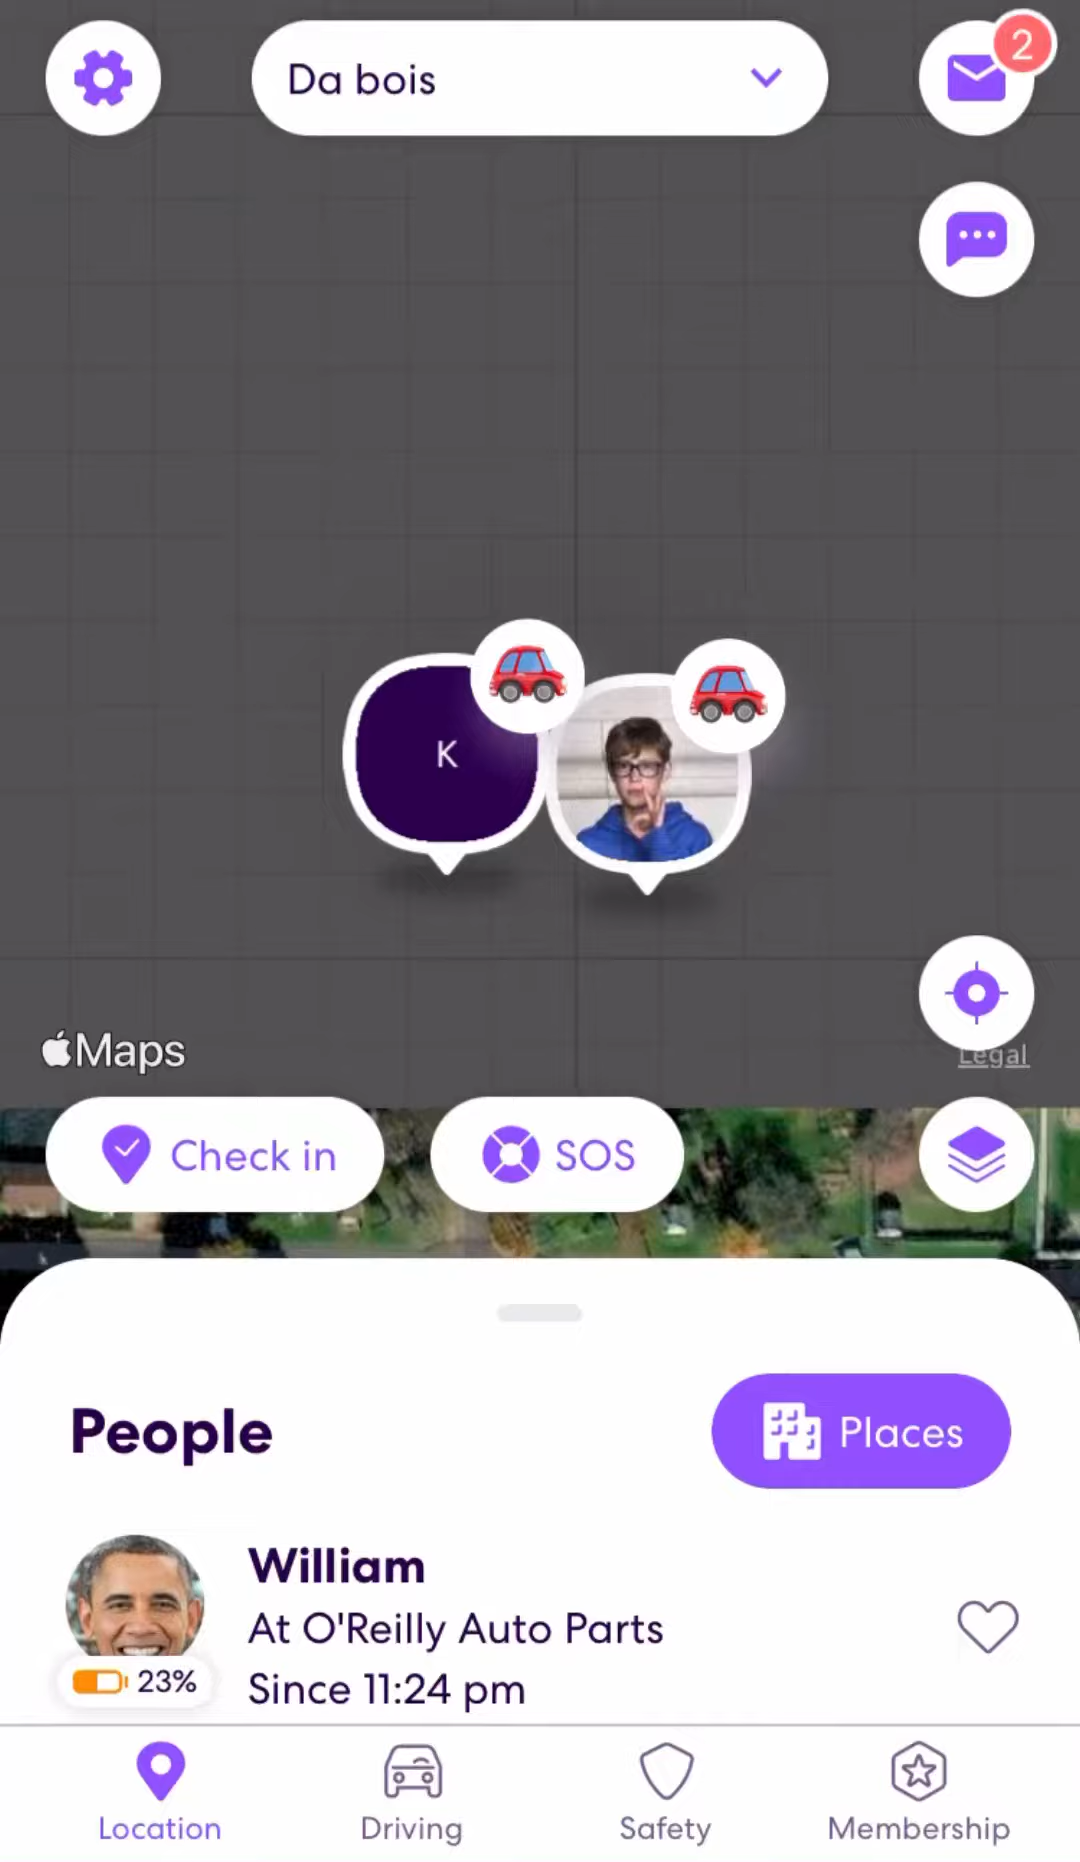 Da bois
2
K
Maps
Legal
Check in
SOS
People
Places
William
At O'Reilly Auto Parts
23%
Since 11:24 pm
Location
Driving
Safety
Membership